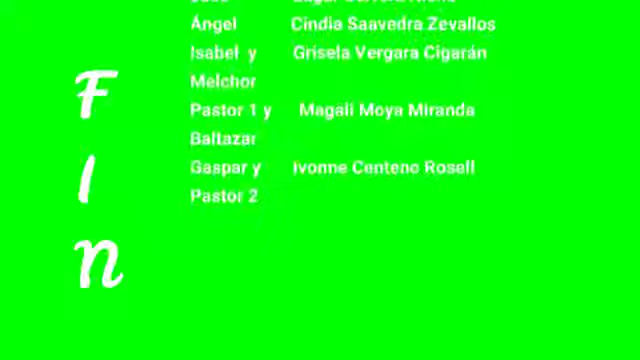 Ángel Cindia Saavedra Zevallos
Isabel y Grisela Vergara Cigarán
Melchor
Pastor 1 y Magali Moya Miranda
Baltazar
Gaspar y Ivonne Centeno Rosell
Pastor 2
F
I
N